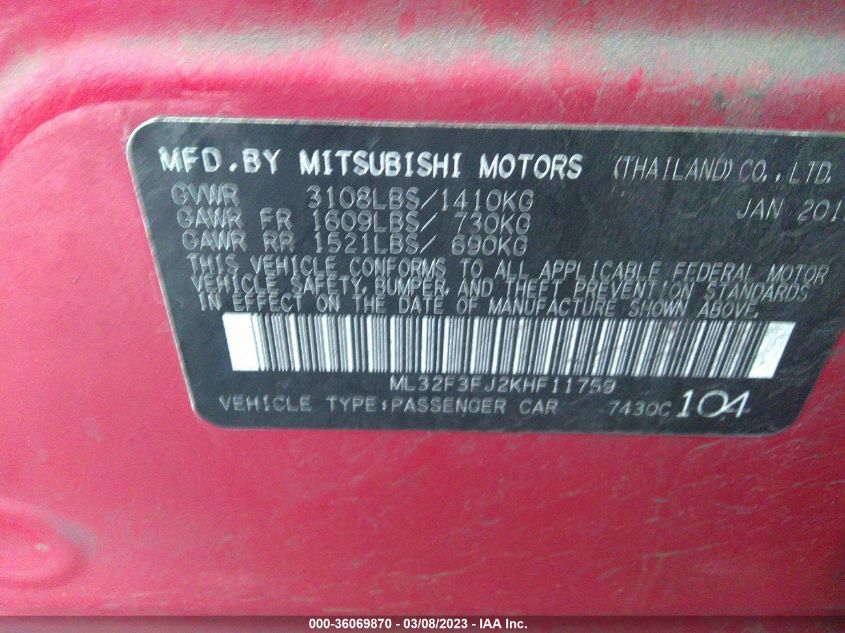 MFD.BY MITSUBISHI MOTORS (THAILAND) CO.,LTD.
GVWR 3108LBS/1410KG JAN 201
GAWR FR 1609LBS/ 730KG
GAWR RR 1521LBS/ 690KG
THIS VEHICLE CONFORMS TO ALL APPLICABLE FEDERAL MOTOR
VEHICLE SAFETY, BUMPER, AND THEFT PREVENTION STANDARDS
IN EFFECT ON THE DATE OF MANUFACTURE SHOWN ABOVE.
ML32F3FJ2KHF11759
VEHICLE TYPE:PASSENGER CAR 7430C 104
000-36069870 - 03/08/2023 - IAA Inc.